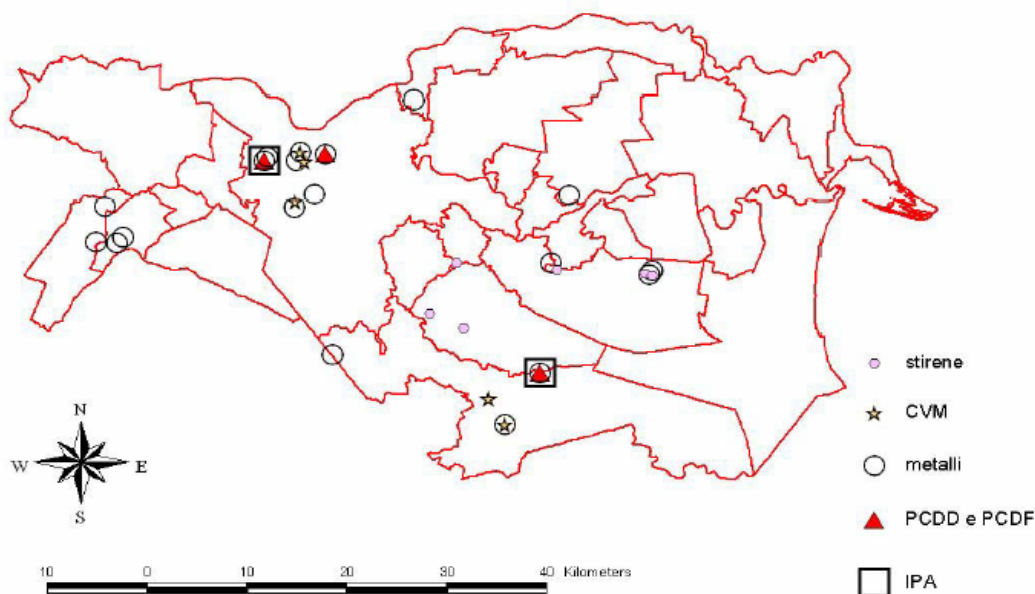 stirene
CVM
metalli
PCDD e PCDF
IPA
N
W E
S
10 0 10 20 30 40 Kilometers